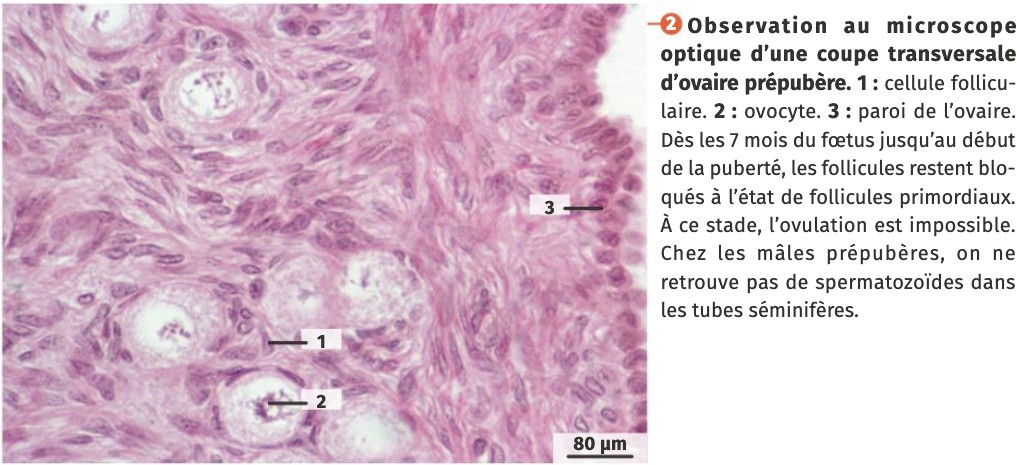 2 Observation au microscope
optique d’une coupe transversale
d’ovaire prépubère. 1 : cellule follicu-
laire. 2 : ovocyte. 3 : paroi de l’ovaire.
Dès les 7 mois du fœtus jusqu’au début
de la puberté, les follicules restent blo-
qués à l’état de follicules primordiaux.
À ce stade, l’ovulation est impossible.
Chez les mâles prépubères, on ne
retrouve pas de spermatozoïdes dans
les tubes séminifères.
3
1
2
80 µm